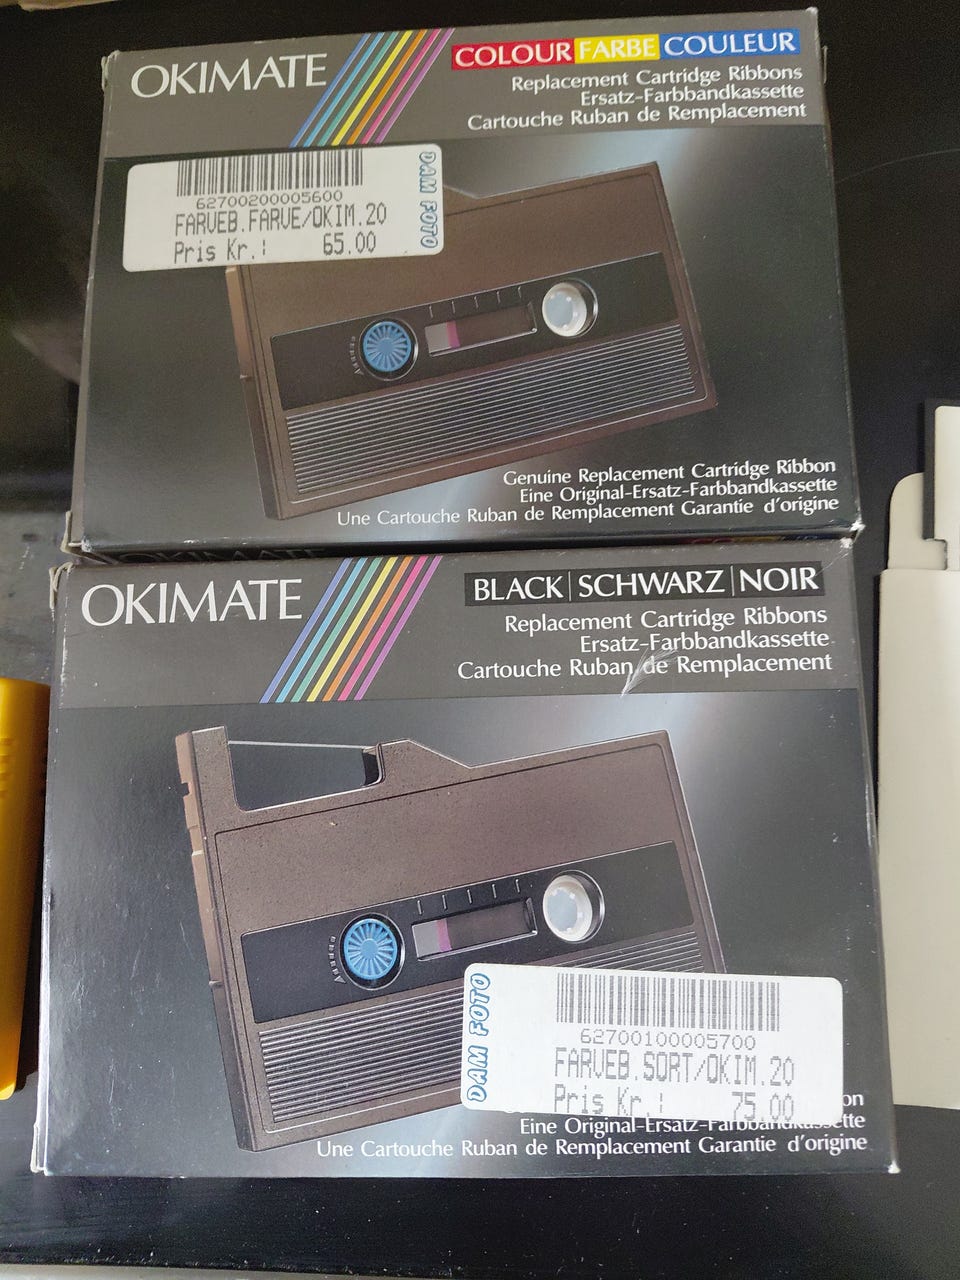 OKIMATE
COLOUR FARBE COULEUR
Replacement Cartridge Ribbons
Ersatz-Farbbandkassette
Cartouche Ruban de Remplacement
62700200005600
FARVEB.FARVE/OKIM.20
Pris Kr.: 65.00
DAM FOTO
Genuine Replacement Cartridge Ribbon
Eine Original-Ersatz-Farbbandkassette
Une Cartouche Ruban de Remplacement Garantie d'origine
OKIMATE
OKIMATE
BLACK|SCHWARZ|NOIR
Replacement Cartridge Ribbons
Ersatz-Farbbandkassette
Cartouche Ruban de Remplacement
DAM FOTO
62700100005700
FARVEB.SORT/OKIM.20
Pris Kr.: 75.00
Eine Original-Ersatz-Farbbandkassette
Une Cartouche Ruban de Remplacement Garantie d'origine